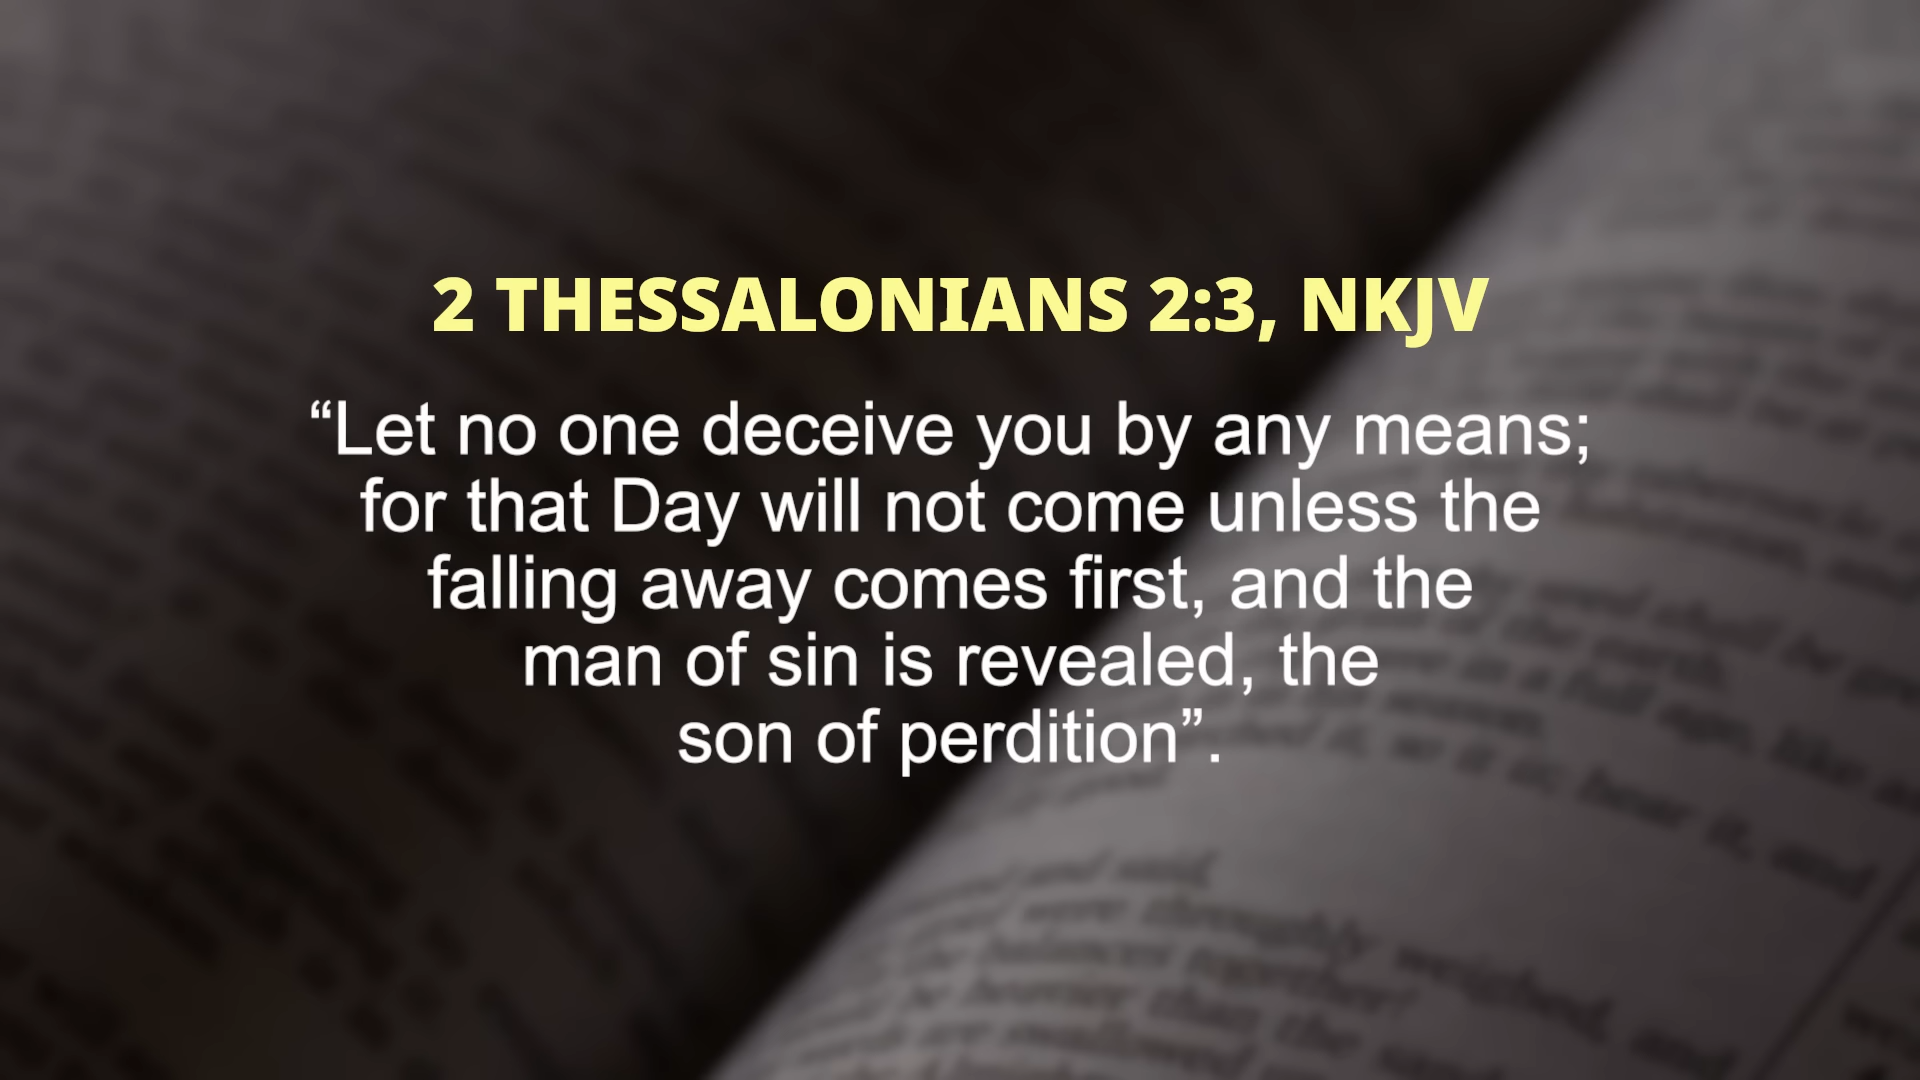 2 THESSALONIANS 2:3, NKJV
“Let no one deceive you by any means;
for that Day will not come unless the
falling away comes first, and the
man of sin is revealed, the
son of perdition”.